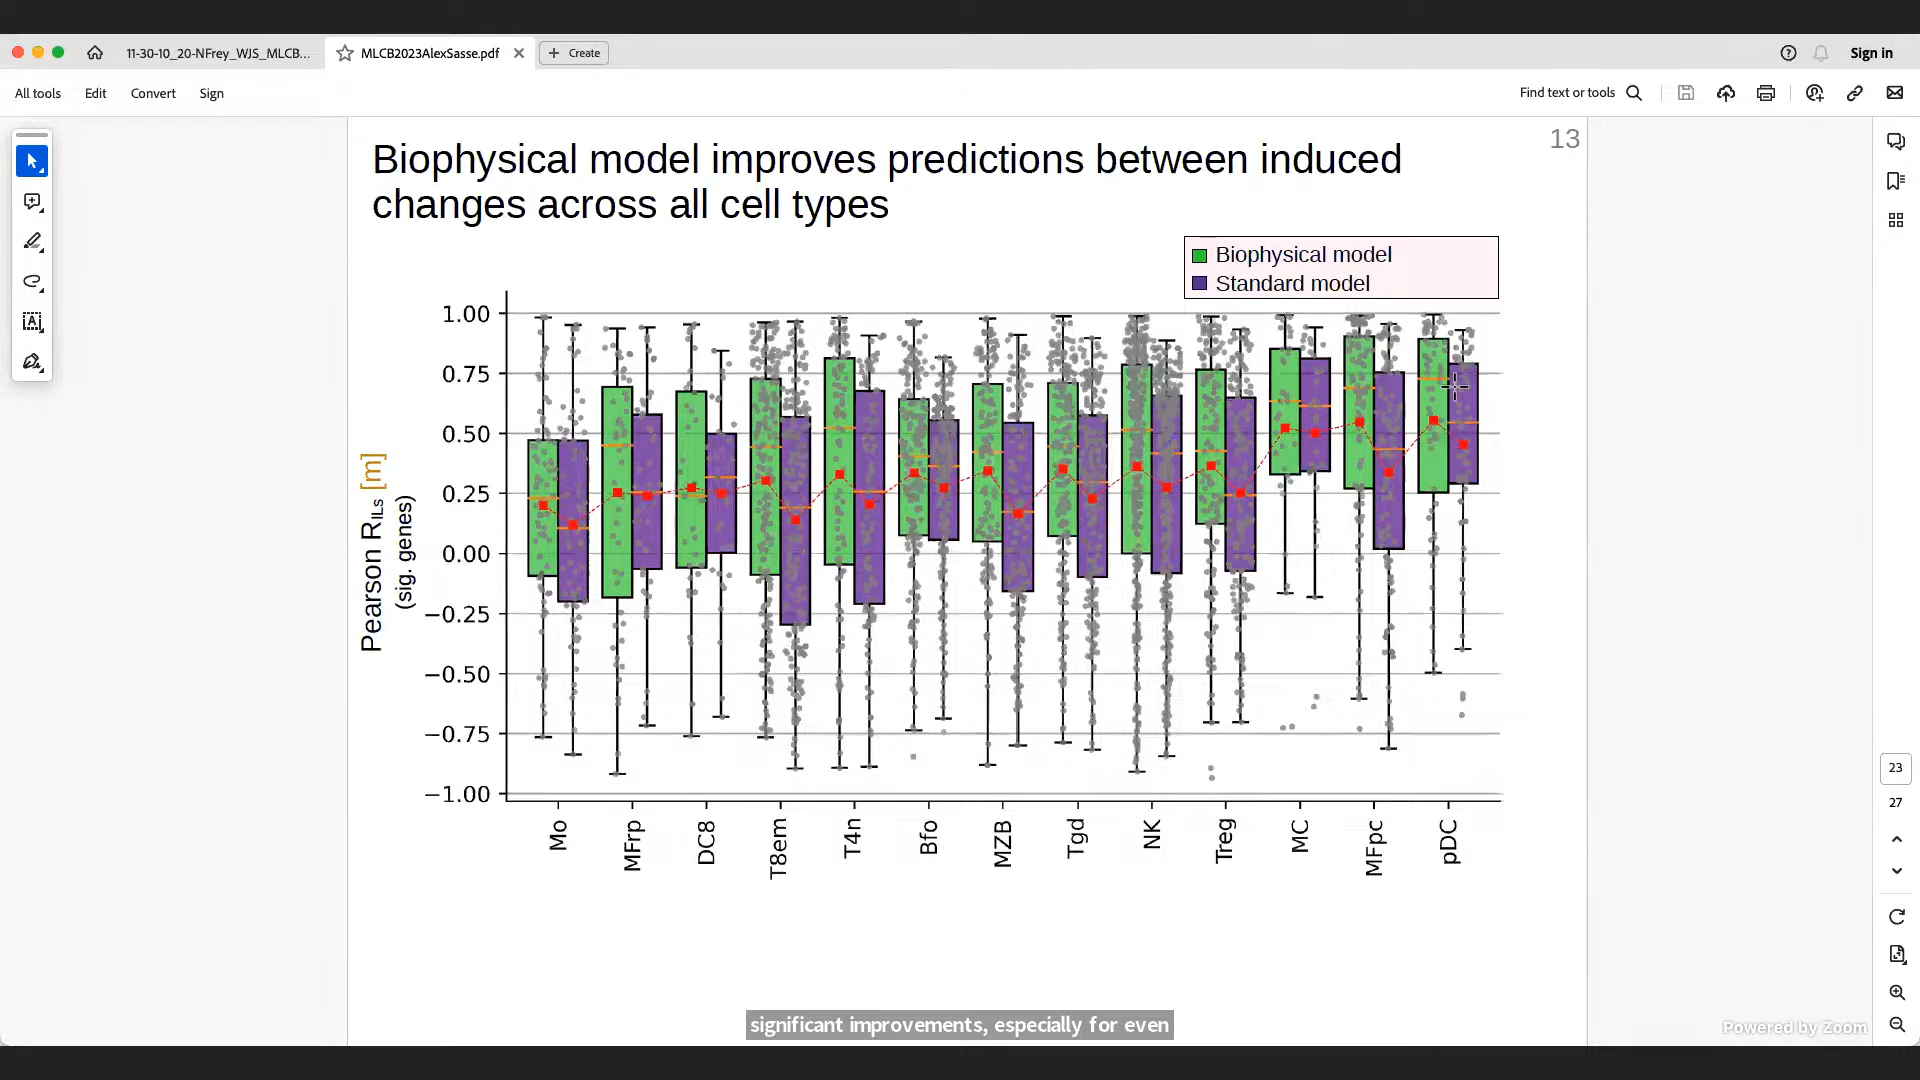 11-30-10_20-NFrey_WJS_MLCB...
MLCB2023AlexSasse.pdf
Create
Sign in
All tools
Edit
Convert
Sign
Find text or tools
13
Biophysical model improves predictions between induced
changes across all cell types
Biophysical model
Standard model
Pearson R_ILs [m]
(sig. genes)
1.00
0.75
0.50
0.25
0.00
−0.25
−0.50
−0.75
−1.00
Mo
MFrp
DC8
T8em
T4n
Bfo
MZB
Tgd
NK
Treg
MC
MFpc
pDC
23
27
significant improvements, especially for even
Powered by Zoom